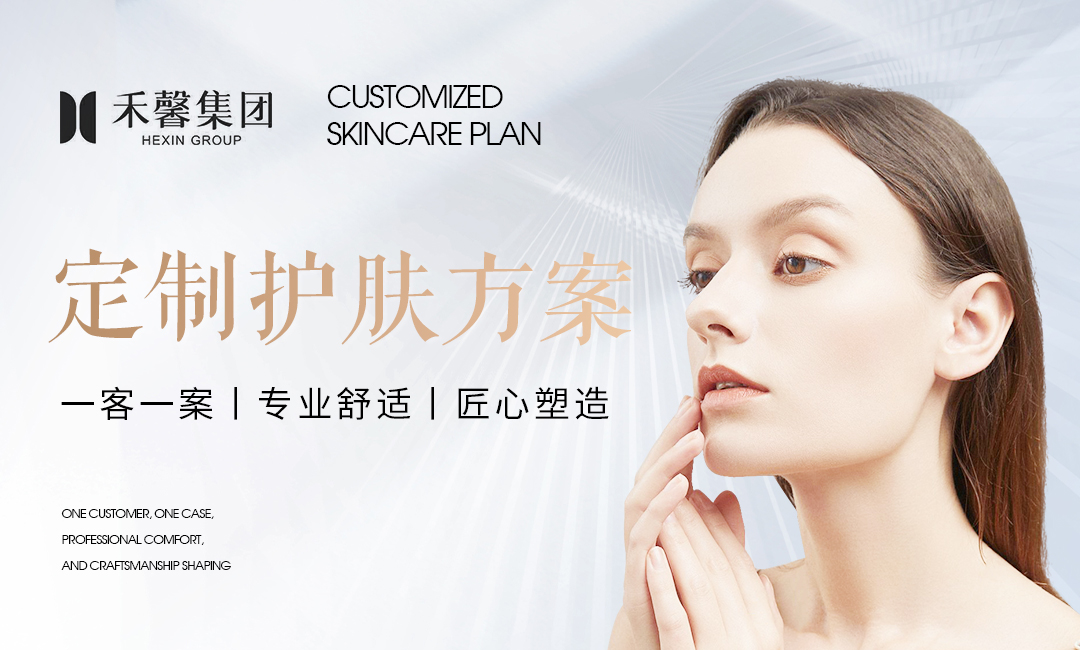 禾馨集团
HEXIN GROUP
CUSTOMIZED
SKINCARE PLAN
定制护肤方案
一客一案丨专业舒适丨匠心塑造
ONE CUSTOMER, ONE CASE,
PROFESSIONAL COMFORT,
AND CRAFTSMANSHIP SHAPING